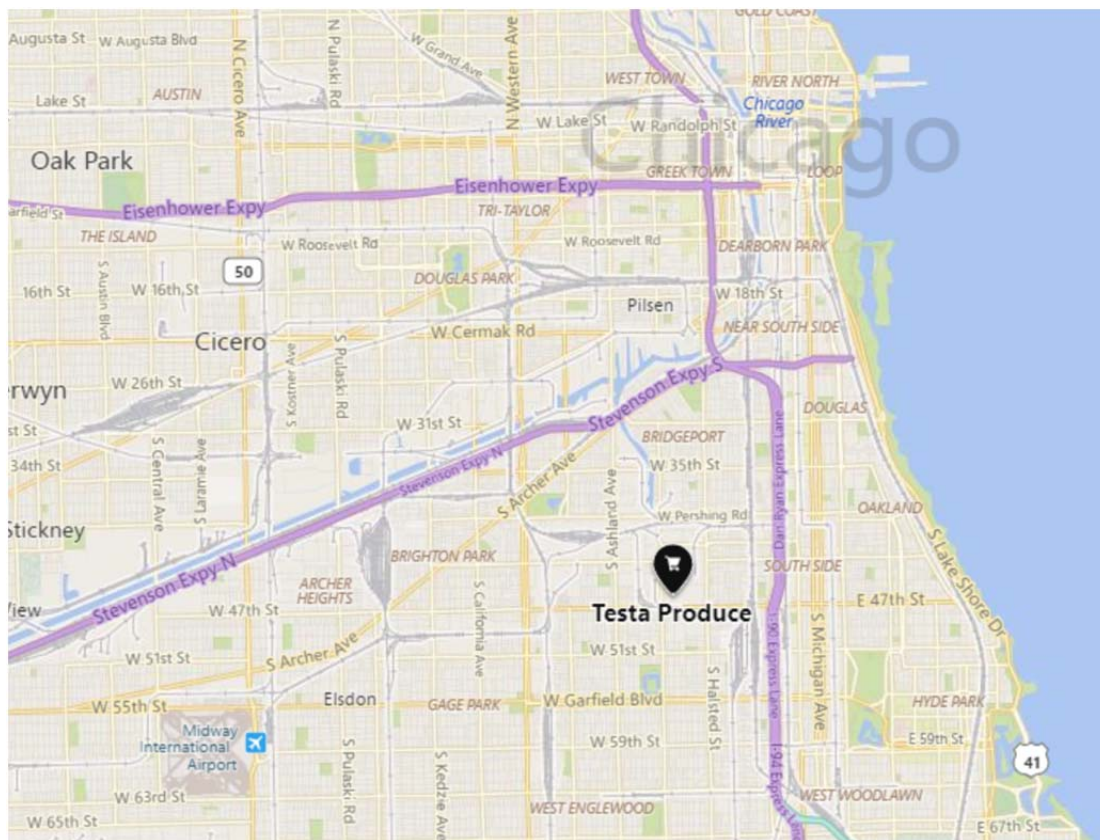 GOLD COAST
Augusta St
W Augusta Blvd
N Cicero Ave
N Pulaski Rd
W Grand Ave
N Western Ave
WEST TOWN
RIVER NORTH
Lake St
AUSTIN
Chicago
River
Chicago
W Lake St
W Randolph St
Oak Park
GREEK TOWN
LOOP
Eisenhower Expy
Eisenhower Expy
arfield St
TRI-TAYLOR
THE ISLAND
W Roosevelt Rd
W Roosevelt Rd
DEARBORN PARK
50
S Austin Blvd
16th St
W 16th St
DOUGLAS PARK
W 18th St
Pilsen
NEAR SOUTH SIDE
Cicero
W Cermak Rd
S Kostner Ave
S Pulaski Rd
erwyn
W 26th St
Stevenson Expy S
DOUGLAS
st St
W 31st St
BRIDGEPORT
34th St
S Central Ave
S Laramie Ave
Stevenson Expy N
W 35th St
Dan Ryan Express Lane
S Archer Ave
S Ashland Ave
OAKLAND
W Pershing Rd
Stickney
S Lake Shore Dr
BRIGHTON PARK
SOUTH SIDE
Stevenson Expy N
ARCHER
HEIGHTS
S California Ave
View
W 47th St
Testa Produce
E 47th St
I-90 Express Lane
S Michigan Ave
W 51st St
S Archer Ave
W 51st St
S Halsted St
W 55th St
Elsdon
GAGE PARK
W Garfield Blvd
HYDE PARK
Midway
International
Airport
S Pulaski Rd
S Kedzie Ave
W 59th St
E 59th St
I-94 Express Lane
41
W 63rd St
WEST ENGLEWOOD
WEST WOODLAWN
W 65th St
E 67th St